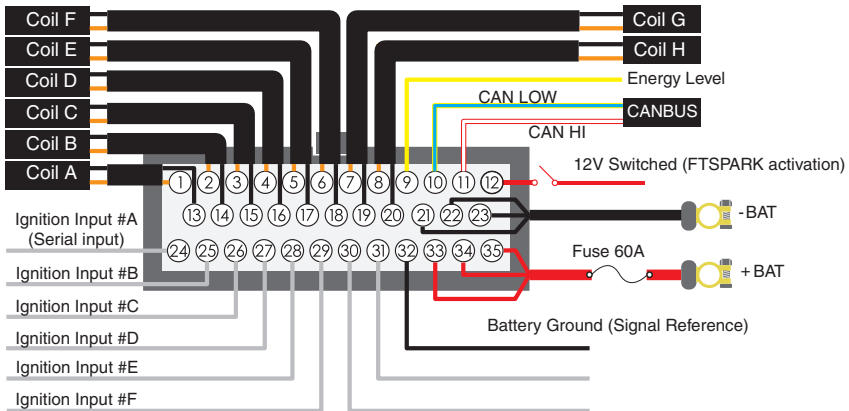 Coil F
Coil G
Coil E
Coil H
Coil D
Energy Level
Coil C
CAN LOW
CANBUS
Coil B
CAN HI
Coil A
12V Switched (FTSPARK activation)
1 2 3 4 5 6 7 8 9 10 11 12
13 14 15 16 17 18 19 20 21 22 23
-BAT
Ignition Input #A
(Serial input)
24 25 26 27 28 29 30 31 32 33 34 35
Fuse 60A
+BAT
Ignition Input #B
Ignition Input #C
Battery Ground (Signal Reference)
Ignition Input #D
Ignition Input #E
Ignition Input #F